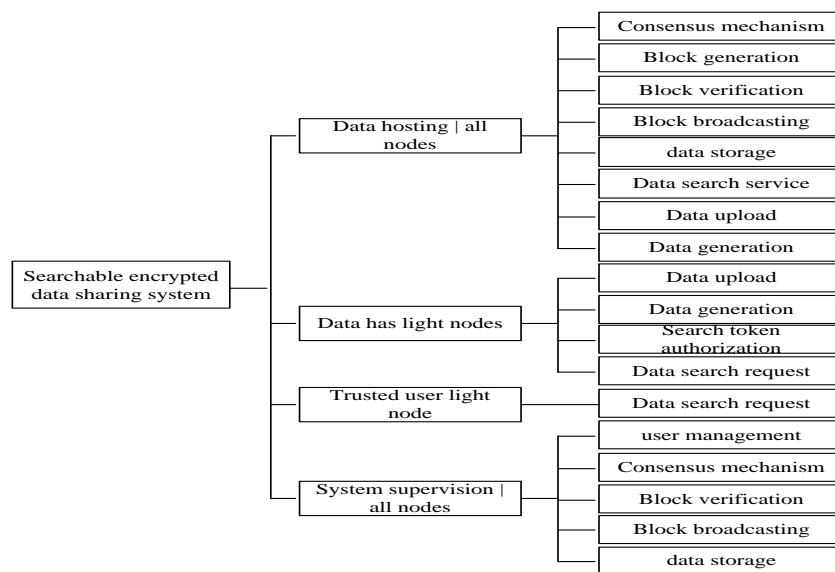 Searchable encrypted
data sharing system
Data hosting | all
nodes
Consensus mechanism
Block generation
Block verification
Block broadcasting
data storage
Data search service
Data upload
Data generation
Data has light nodes
Data upload
Data generation
Search token
authorization
Data search request
Trusted user light
node
Data search request
System supervision |
all nodes
user management
Consensus mechanism
Block verification
Block broadcasting
data storage